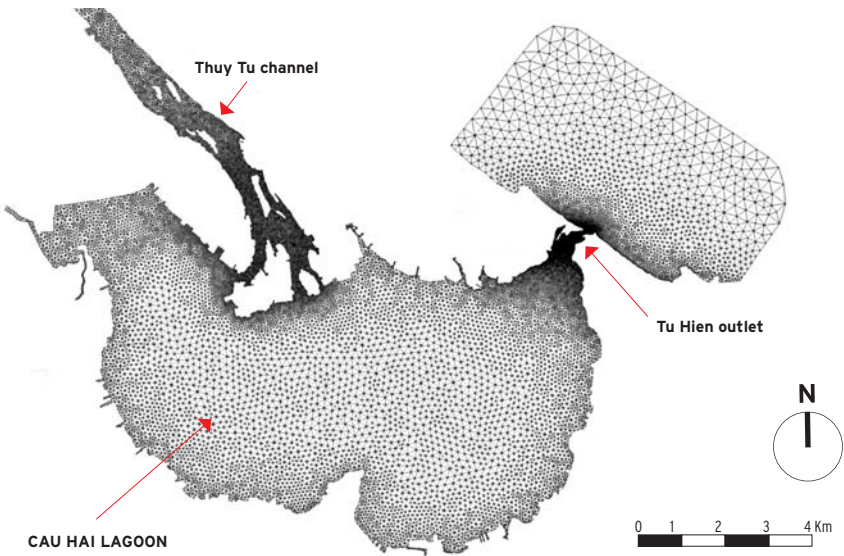 Thuy Tu channel
Tu Hien outlet
N
CAU HAI LAGOON
0 1 2 3 4 Km